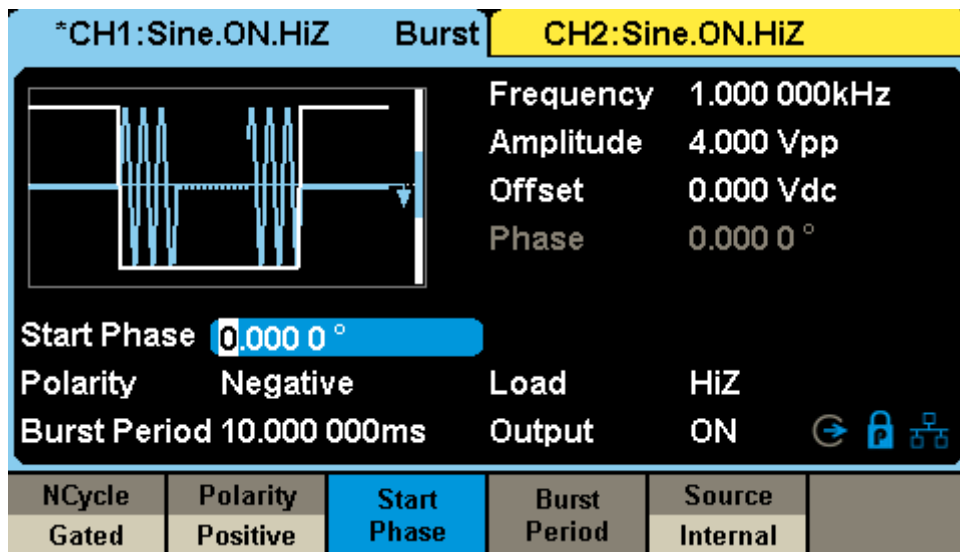 *CH1:Sine.ON.HiZ Burst CH2:Sine.ON.HiZ
Frequency 1.000 000kHz
Amplitude 4.000 Vpp
Offset 0.000 Vdc
Phase 0.000 0 °
Start Phase 0.000 0 °
Polarity Negative Load HiZ
Burst Period 10.000 000ms Output ON P
NCycle Polarity Start Burst Source
Gated Positive Phase Period Internal